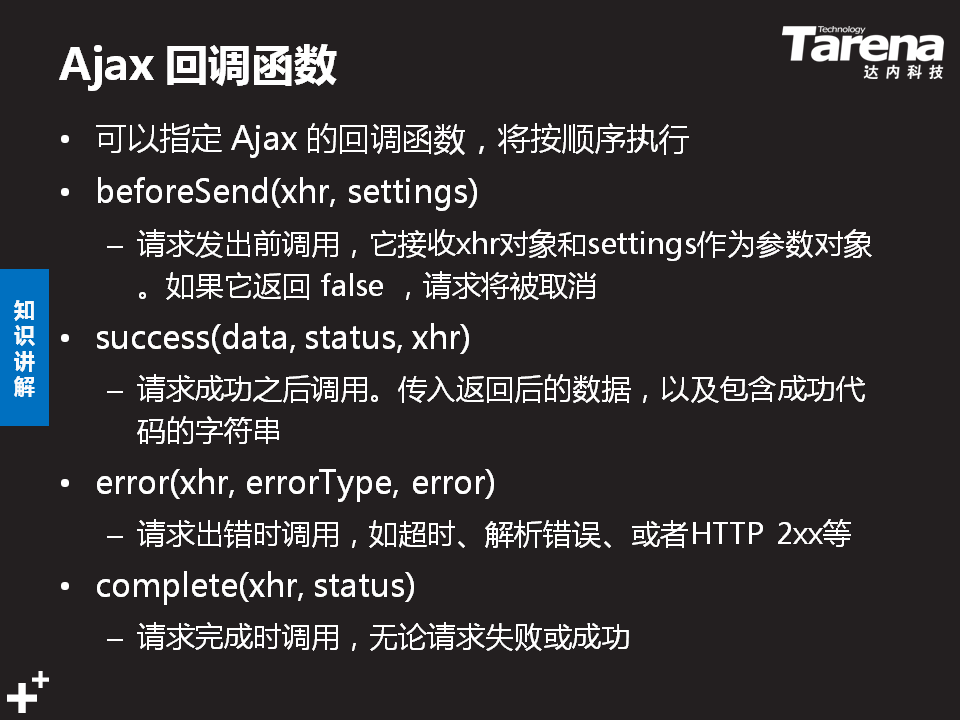 Ajax 回调函数
Technology
Tarena
达内科技
• 可以指定 Ajax 的回调函数，将按顺序执行
• beforeSend(xhr, settings)
– 请求发出前调用，它接收xhr对象和settings作为参数对象
。如果它返回 false ，请求将被取消
• success(data, status, xhr)
– 请求成功之后调用。传入返回后的数据，以及包含成功代
码的字符串
• error(xhr, errorType, error)
– 请求出错时调用，如超时、解析错误、或者HTTP 2xx等
• complete(xhr, status)
– 请求完成时调用，无论请求失败或成功
知
识
讲
解